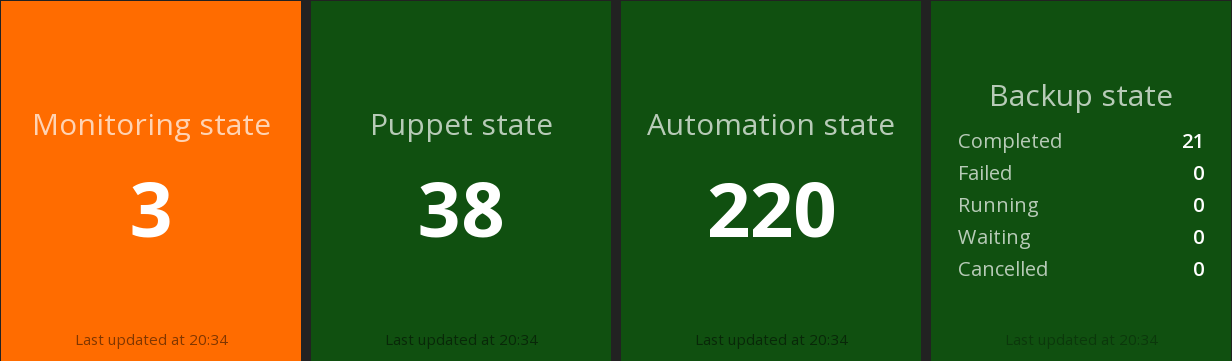 Monitoring state
3
Last updated at 20:34
Puppet state
38
Last updated at 20:34
Automation state
220
Last updated at 20:34
Backup state
Completed 21
Failed 0
Running 0
Waiting 0
Cancelled 0
Last updated at 20:34